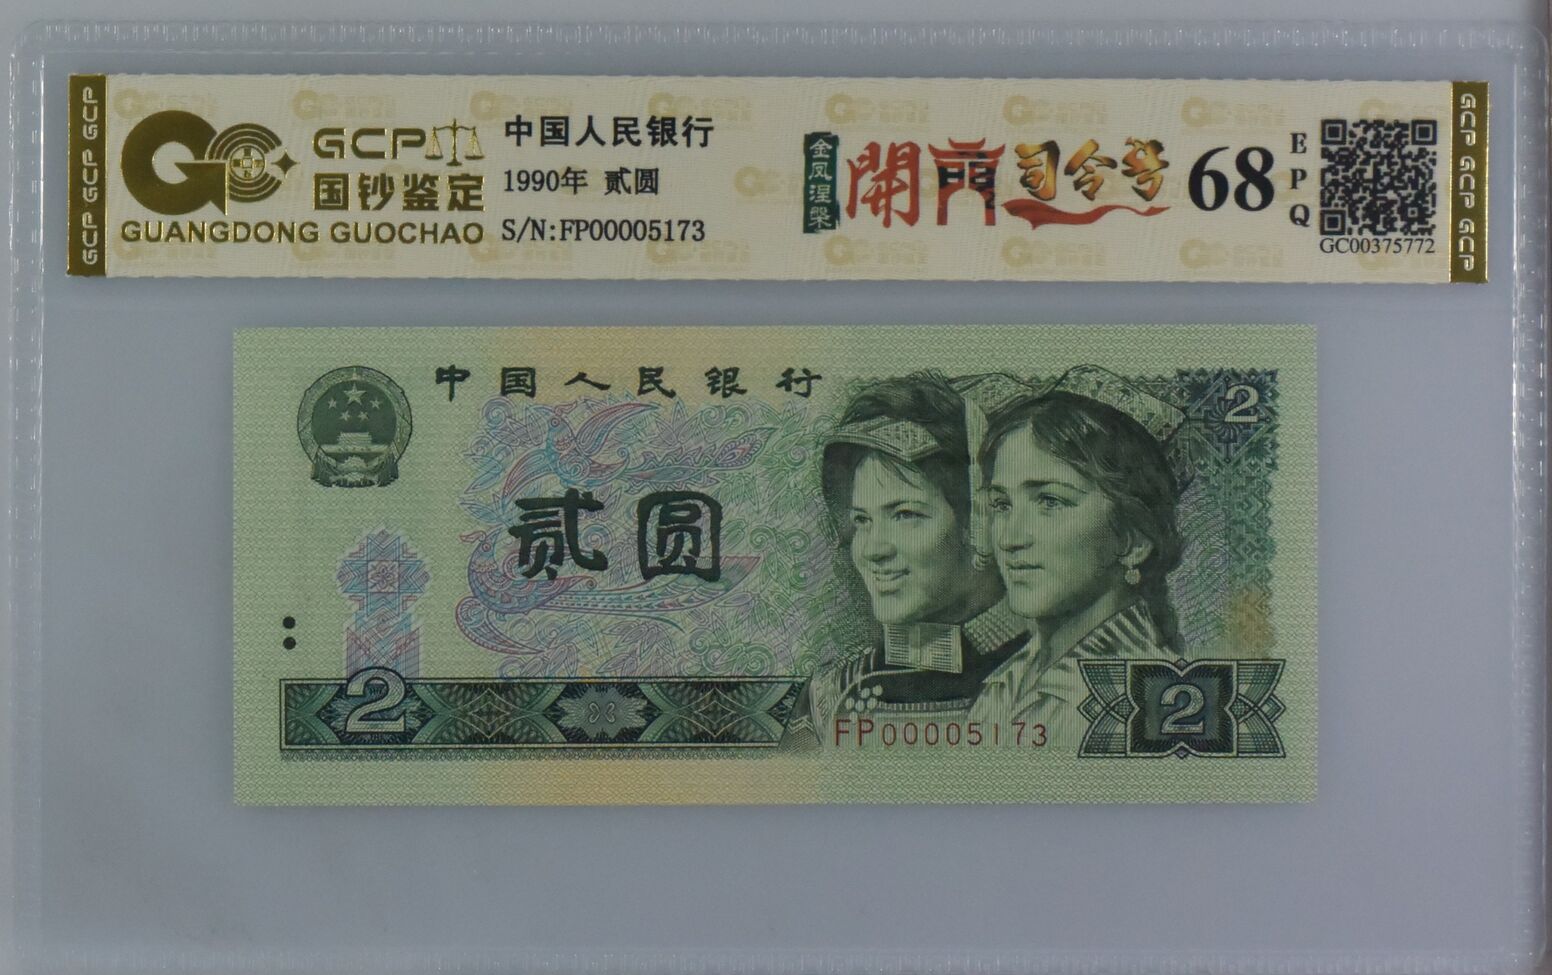 GCP GCP GCP
GCP
国钞鉴定
GUANGDONG GUOCHAO
中国人民银行
1990年 贰圆
S/N:FP00005173
金凤涅槃
開門司令号
68
EPQ
GC00375772
GCP GCP GCP
中国人民银行
2
贰圆
2
FP00005173
2